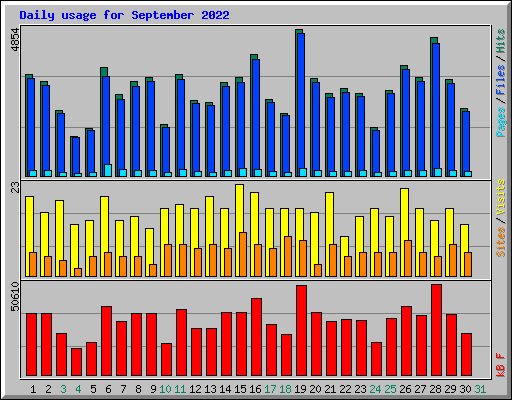 Daily usage for September 2022
4854
Pages / Files / Hits
23
Sites / Visits
50610
kB F
1 2 3 4 5 6 7 8 9 10 11 12 13 14 15 16 17 18 19 20 21 22 23 24 25 26 27 28 29 30 31